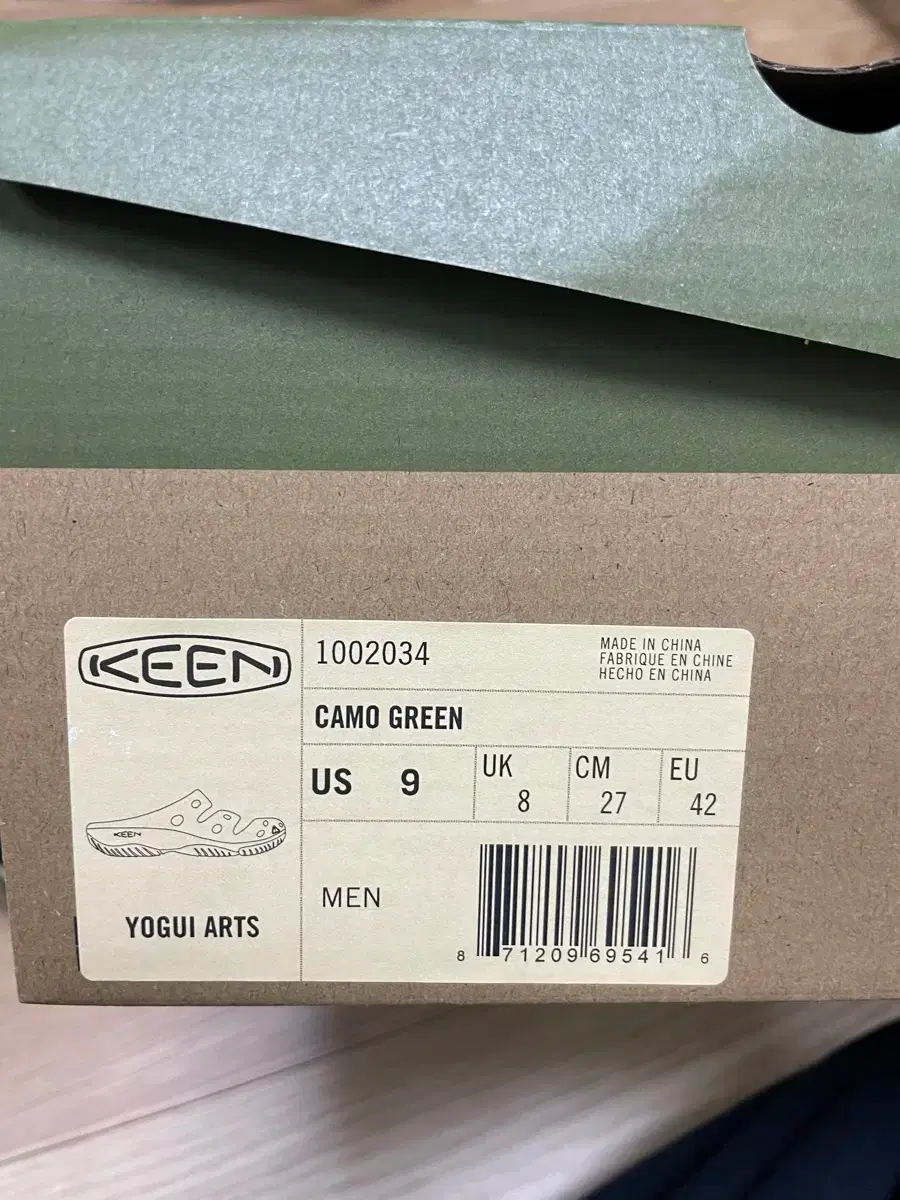 KEEN
1002034
MADE IN CHINA
FABRIQUE EN CHINE
HECHO EN CHINA
CAMO GREEN
US 9
UK 8
CM 27
EU 42
KEEN
YOGUI ARTS
MEN
8 71209 69541 6